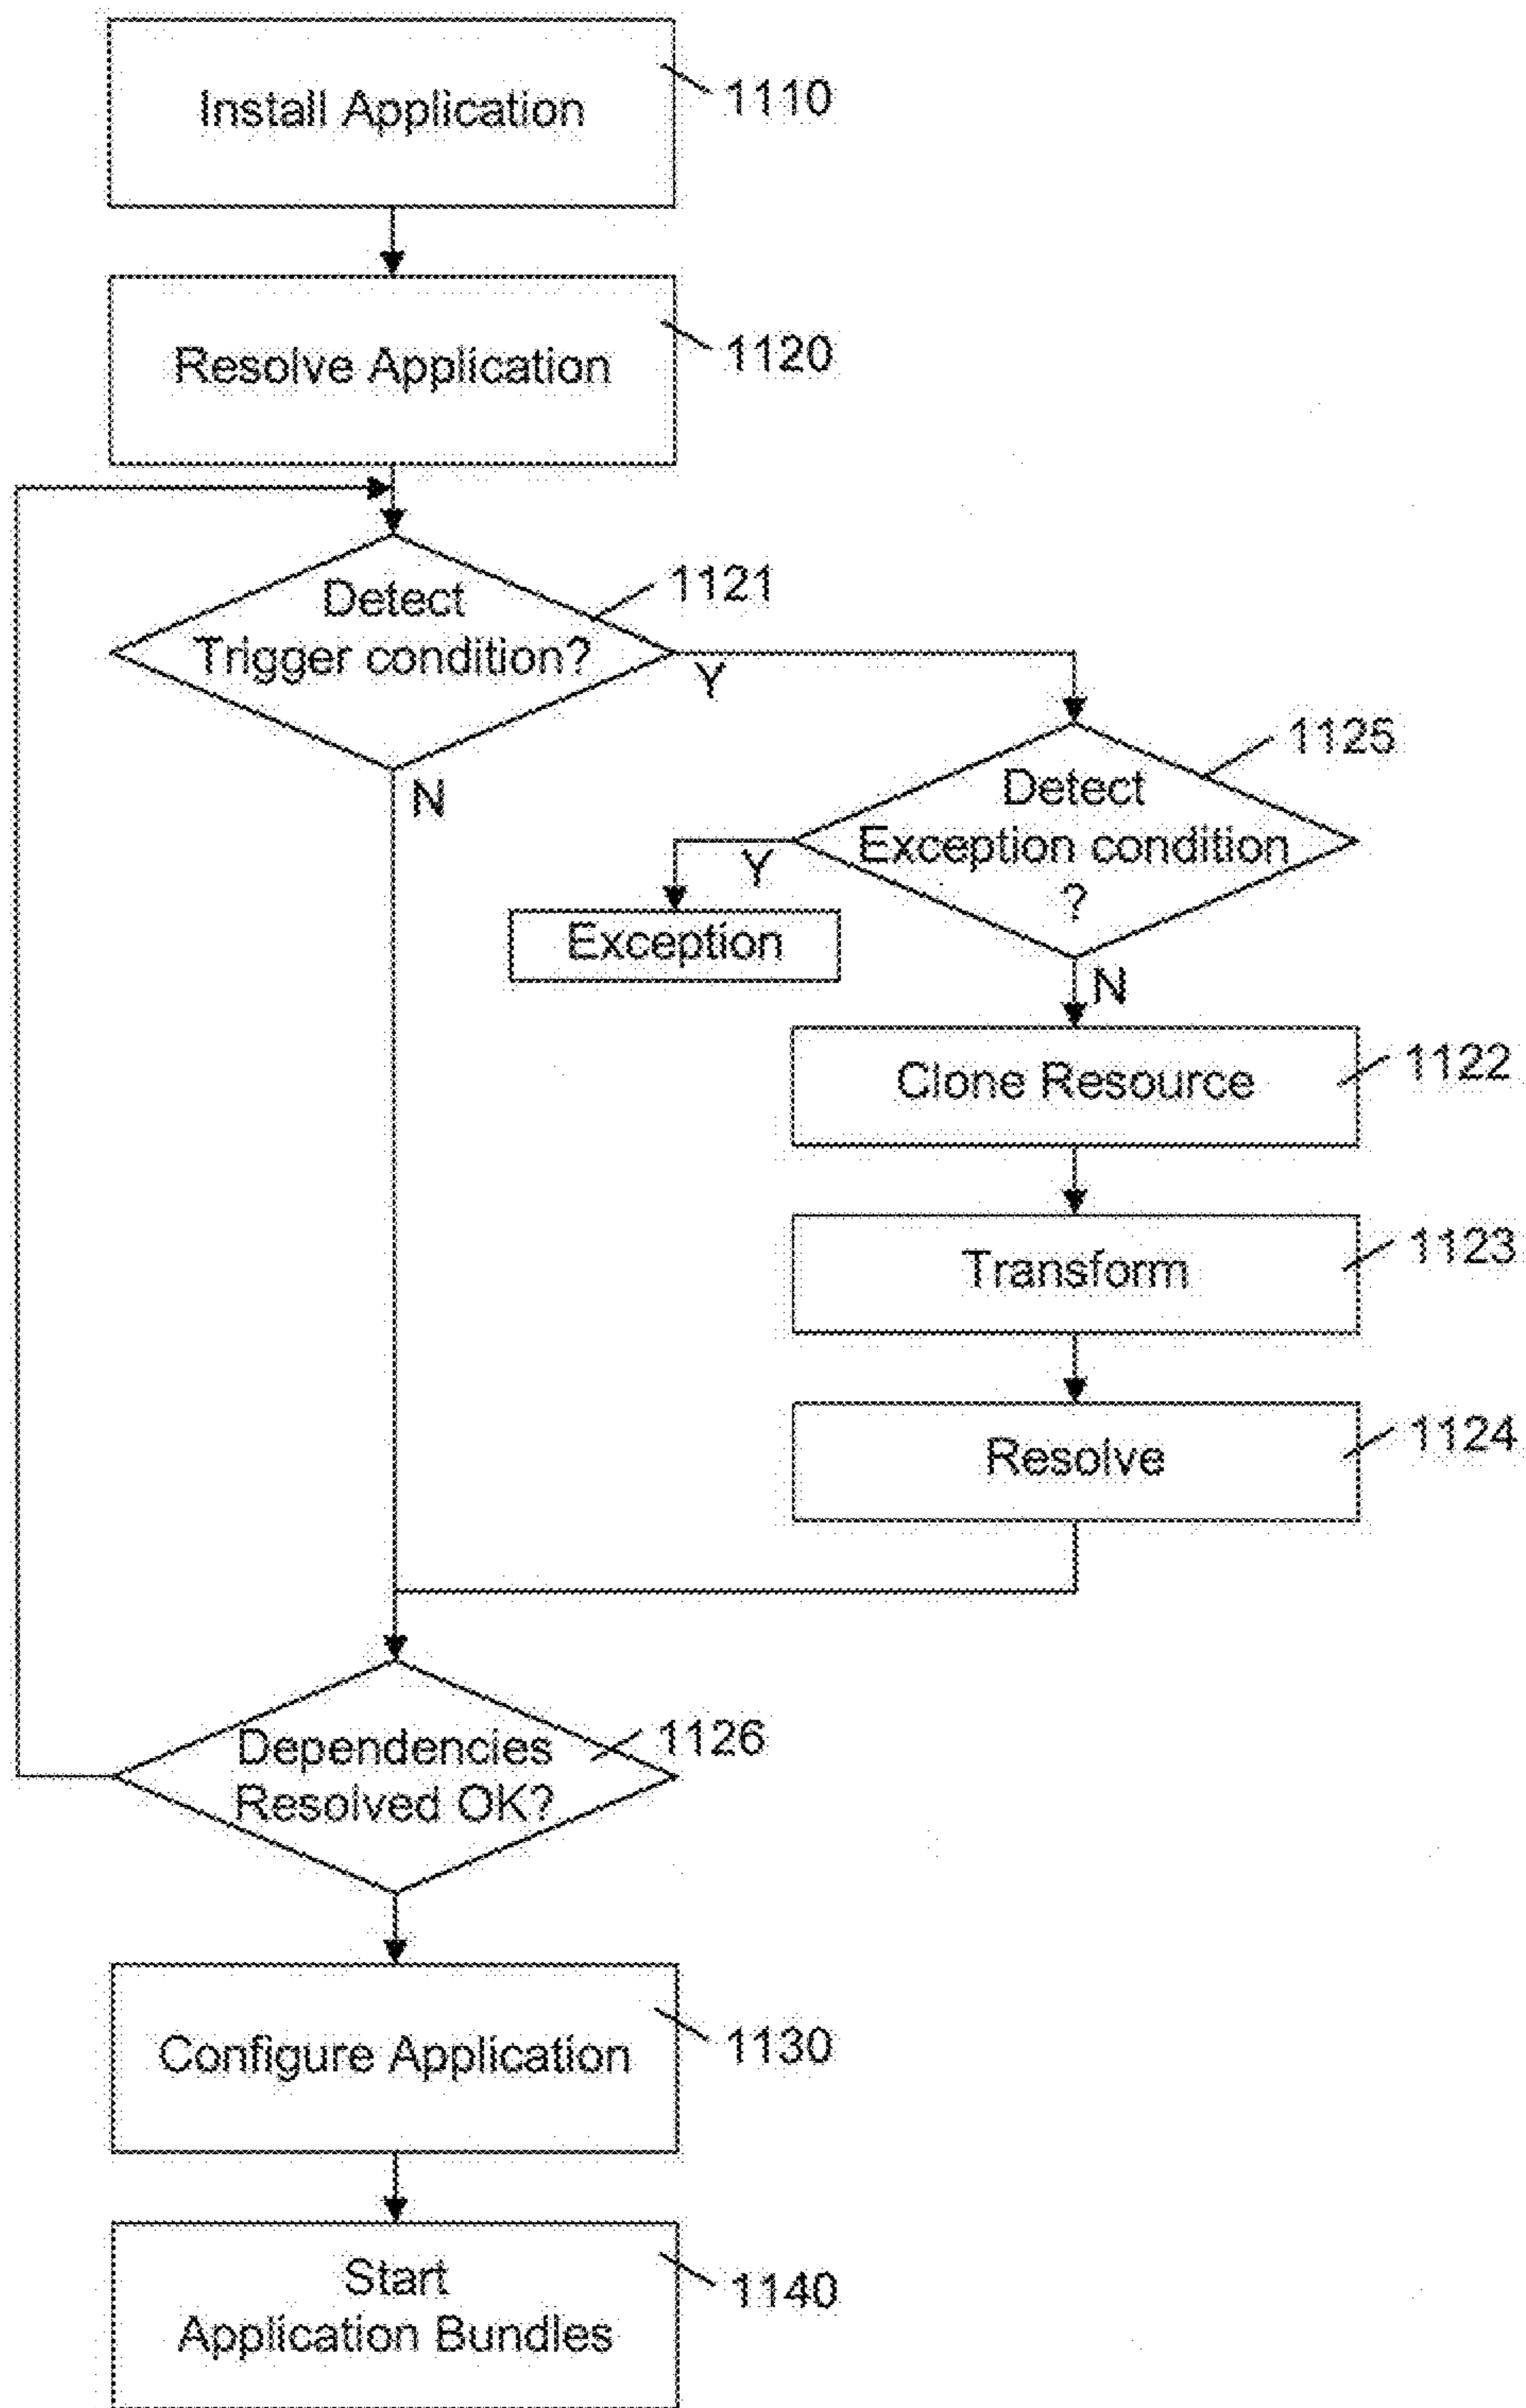 Install Application
1110
Resolve Application
1120
Detect
Trigger condition?
1121
Y
N
Detect
Exception condition
?
1125
Y
Exception
N
Clone Resource
1122
Transform
1123
Resolve
1124
Dependencies
Resolved OK?
1126
Configure Application
1130
Start
Application Bundles
1140